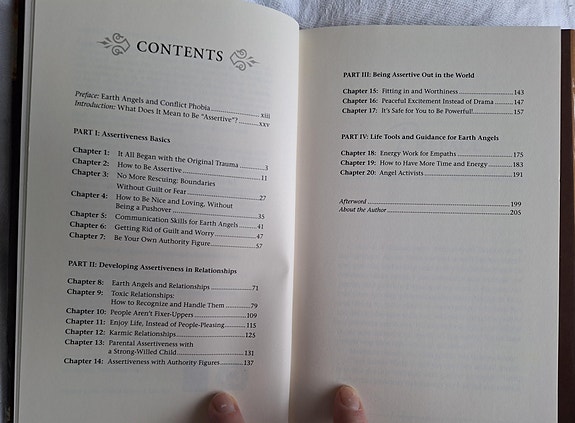 CONTENTS
Preface: Earth Angels and Conflict Phobia xiii
Introduction: What Does It Mean to Be "Assertive"? xxv
PART I: Assertiveness Basics
Chapter 1: It All Began with the Original Trauma 3
Chapter 2: How to Be Assertive 11
Chapter 3: No More Rescuing: Boundaries
Without Guilt or Fear 27
Chapter 4: How to Be Nice and Loving, Without
Being a Pushover 35
Chapter 5: Communication Skills for Earth Angels 41
Chapter 6: Getting Rid of Guilt and Worry 47
Chapter 7: Be Your Own Authority Figure 57
PART II: Developing Assertiveness in Relationships
Chapter 8: Earth Angels and Relationships 71
Chapter 9: Toxic Relationships:
How to Recognize and Handle Them 79
Chapter 10: People Aren't Fixer-Uppers 109
Chapter 11: Enjoy Life, Instead of People-Pleasing 115
Chapter 12: Karmic Relationships 125
Chapter 13: Parental Assertiveness with
a Strong-Willed Child 131
Chapter 14: Assertiveness with Authority Figures 137
PART III: Being Assertive Out in the World
Chapter 15: Fitting in and Worthiness 143
Chapter 16: Peaceful Excitement Instead of Drama 147
Chapter 17: It's Safe for You to Be Powerful! 157
PART IV: Life Tools and Guidance for Earth Angels
Chapter 18: Energy Work for Empaths 175
Chapter 19: How to Have More Time and Energy 183
Chapter 20: Angel Activists 191
Afterword 199
About the Author 205